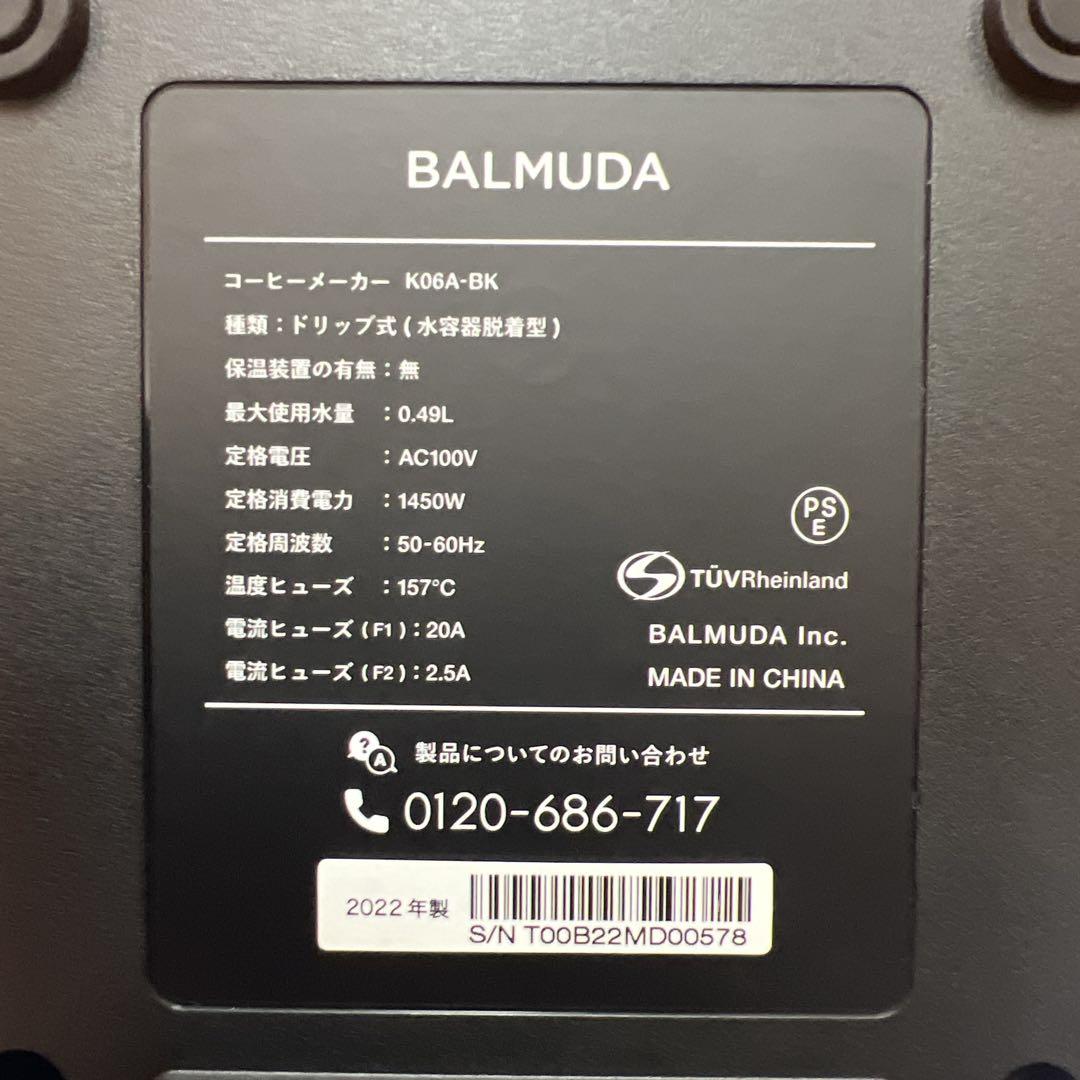 BALMUDA
コーヒーメーカー K06A-BK
種類：ドリップ式(水容器脱着型)
保温装置の有無：無
最大使用水量 ：0.49L
定格電圧 ：AC100V
定格消費電力 ：1450W
定格周波数 ：50-60Hz
温度ヒューズ ：157℃
電流ヒューズ(F1)：20A
電流ヒューズ(F2)：2.5A
PS
E
TÜVRheinland
BALMUDA Inc.
MADE IN CHINA
? A 製品についてのお問い合わせ
0120-686-717
2022年製
S/N T00B22MD00578